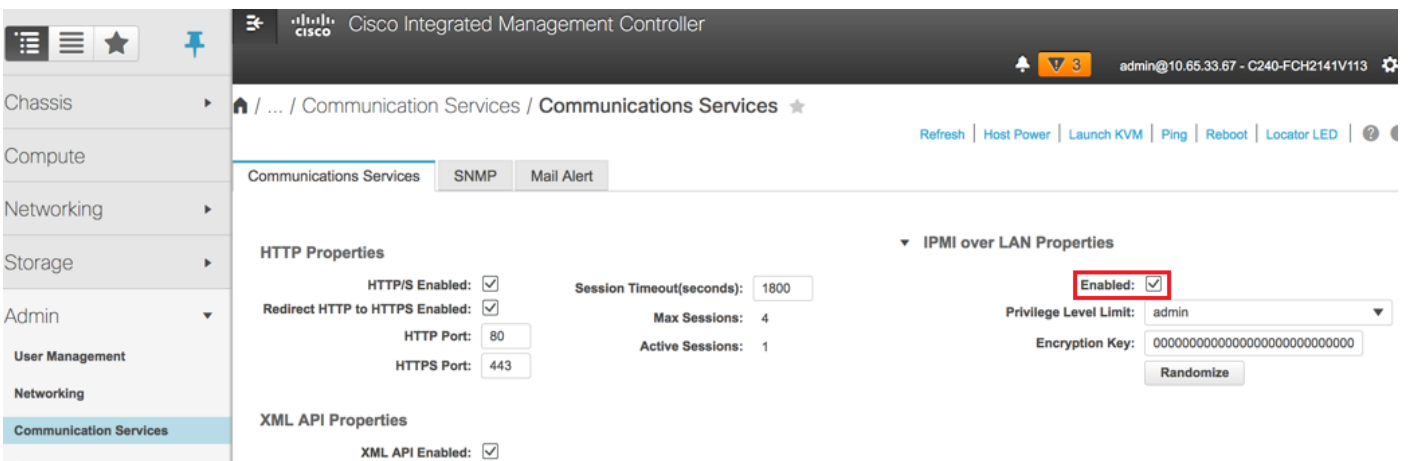 cisco
Cisco Integrated Management Controller
3
admin@10.65.33.67 - C240-FCH2141V113
Chassis
Compute
Networking
Storage
Admin
User Management
Networking
Communication Services
/ ... / Communication Services / Communications Services
Refresh | Host Power | Launch KVM | Ping | Reboot | Locator LED | ?
Communications Services
SNMP
Mail Alert
HTTP Properties
HTTP/S Enabled:
Redirect HTTP to HTTPS Enabled:
HTTP Port: 80
HTTPS Port: 443
Session Timeout(seconds): 1800
Max Sessions: 4
Active Sessions: 1
IPMI over LAN Properties
Enabled:
Privilege Level Limit: admin
Encryption Key: 0000000000000000000000000000
Randomize
XML API Properties
XML API Enabled: